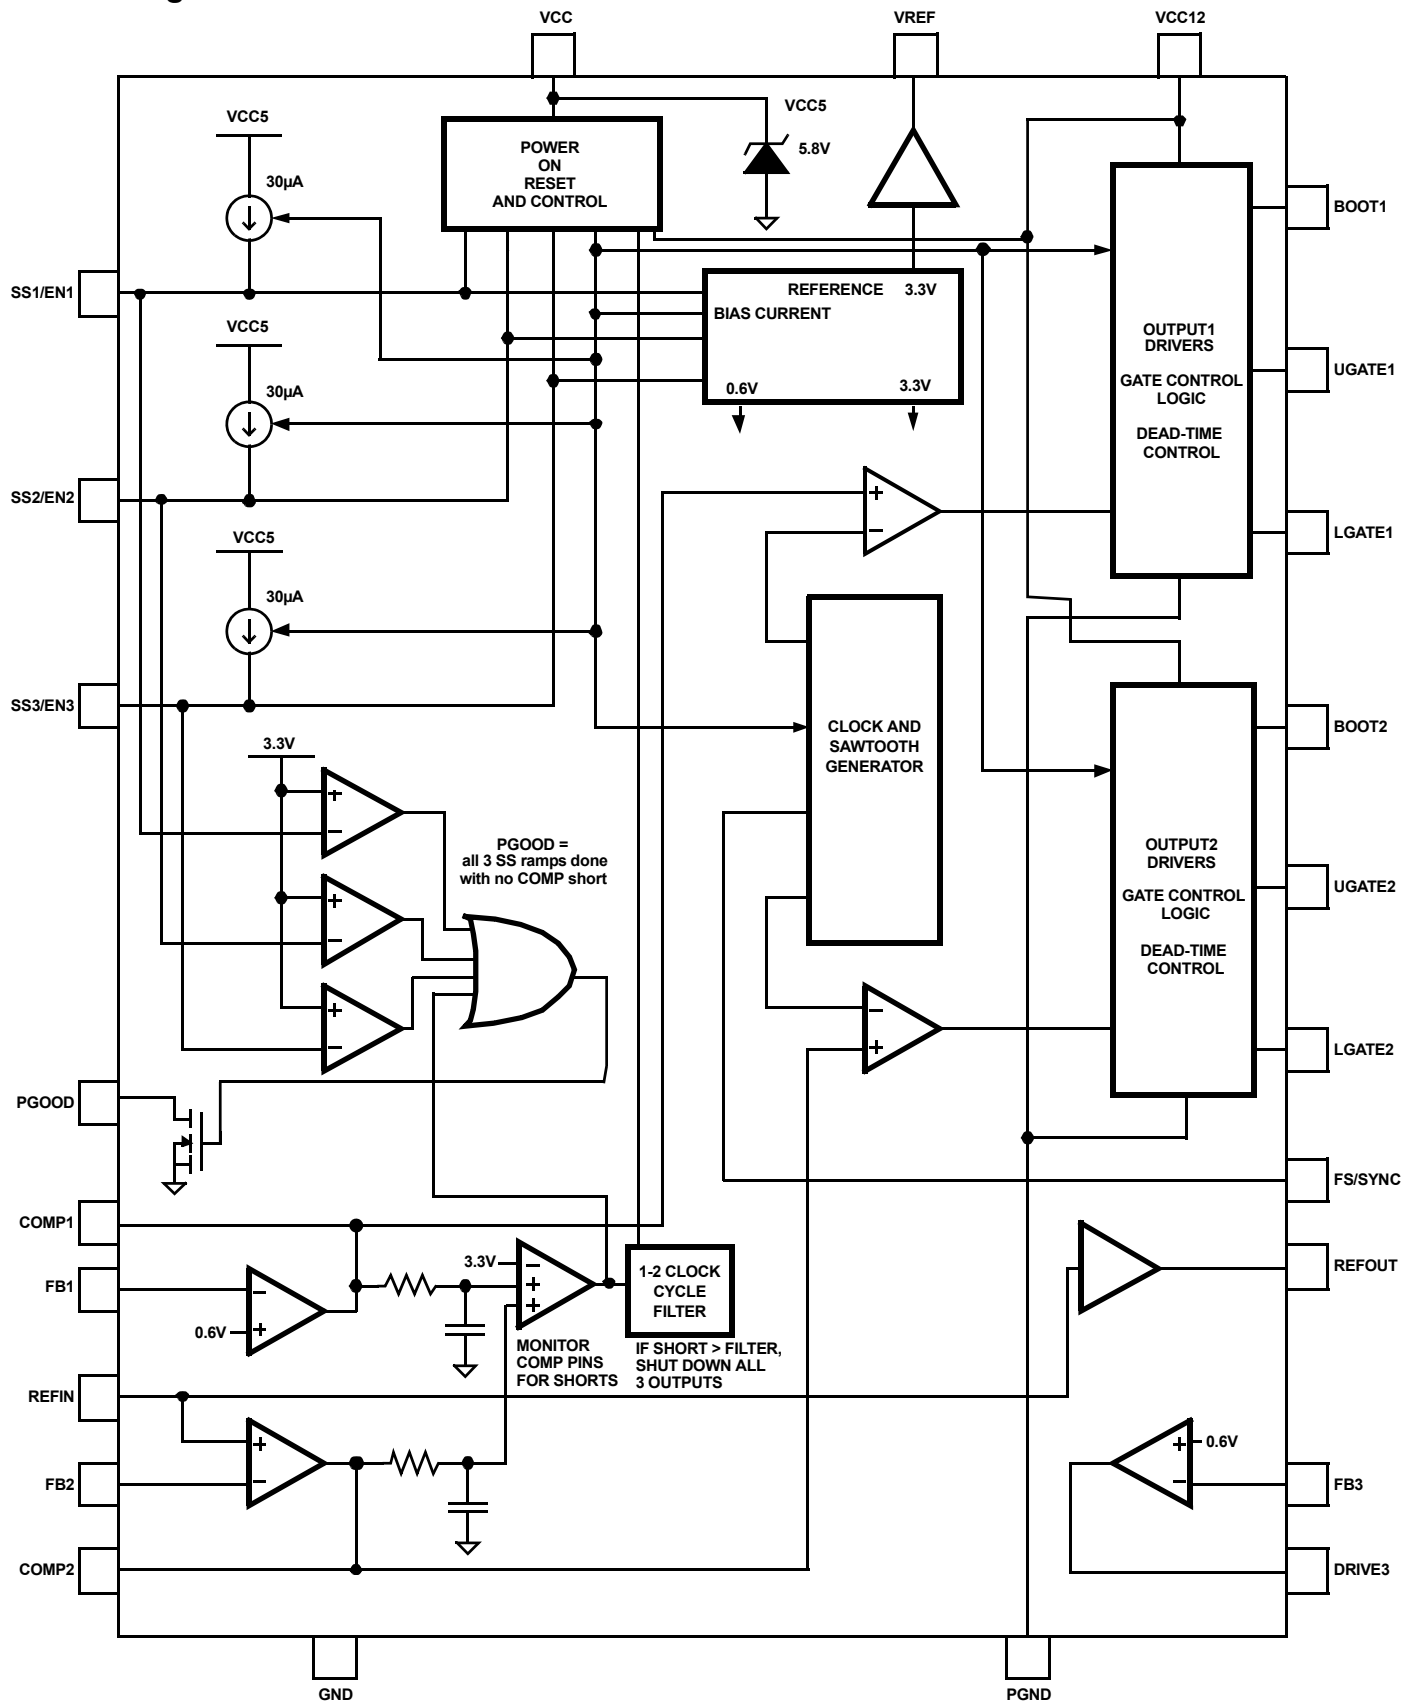 g
VCC
VREF
VCC12
VCC5
30µA
POWER
ON
RESET
AND CONTROL
VCC5
5.8V
BOOT1
SS1/EN1
REFERENCE 3.3V
BIAS CURRENT
0.6V 3.3V
VCC5
30µA
OUTPUT1
DRIVERS
GATE CONTROL
LOGIC
DEAD-TIME
CONTROL
UGATE1
SS2/EN2
+
−
LGATE1
VCC5
30µA
SS3/EN3
CLOCK AND
SAWTOOTH
GENERATOR
BOOT2
3.3V
+
−
+
−
+
−
PGOOD =
all 3 SS ramps done
with no COMP short
OUTPUT2
DRIVERS
GATE CONTROL
LOGIC
DEAD-TIME
CONTROL
UGATE2
−
+
LGATE2
PGOOD
FS/SYNC
COMP1
FB1
−
0.6V
+
3.3V
−
+
+
1-2 CLOCK
CYCLE
FILTER
REFOUT
MONITOR
COMP PINS
FOR SHORTS
IF SHORT > FILTER,
SHUT DOWN ALL
3 OUTPUTS
REFIN
+
−
FB2
+
0.6V
−
FB3
COMP2
DRIVE3
GND
PGND